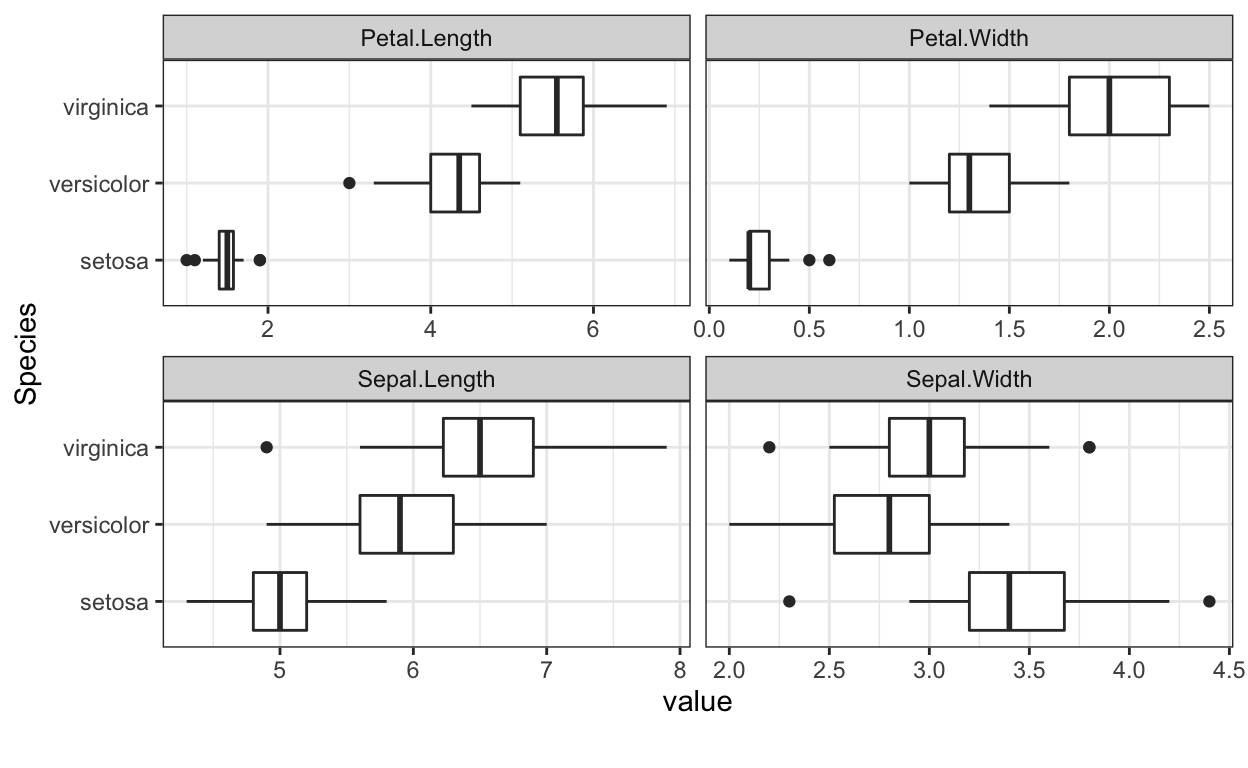 Petal.Length Petal.Width
virginica
versicolor
setosa
2 4 6 0.0 0.5 1.0 1.5 2.0 2.5
Species
Sepal.Length Sepal.Width
virginica
versicolor
setosa
5 6 7 8 2.0 2.5 3.0 3.5 4.0 4.5
value